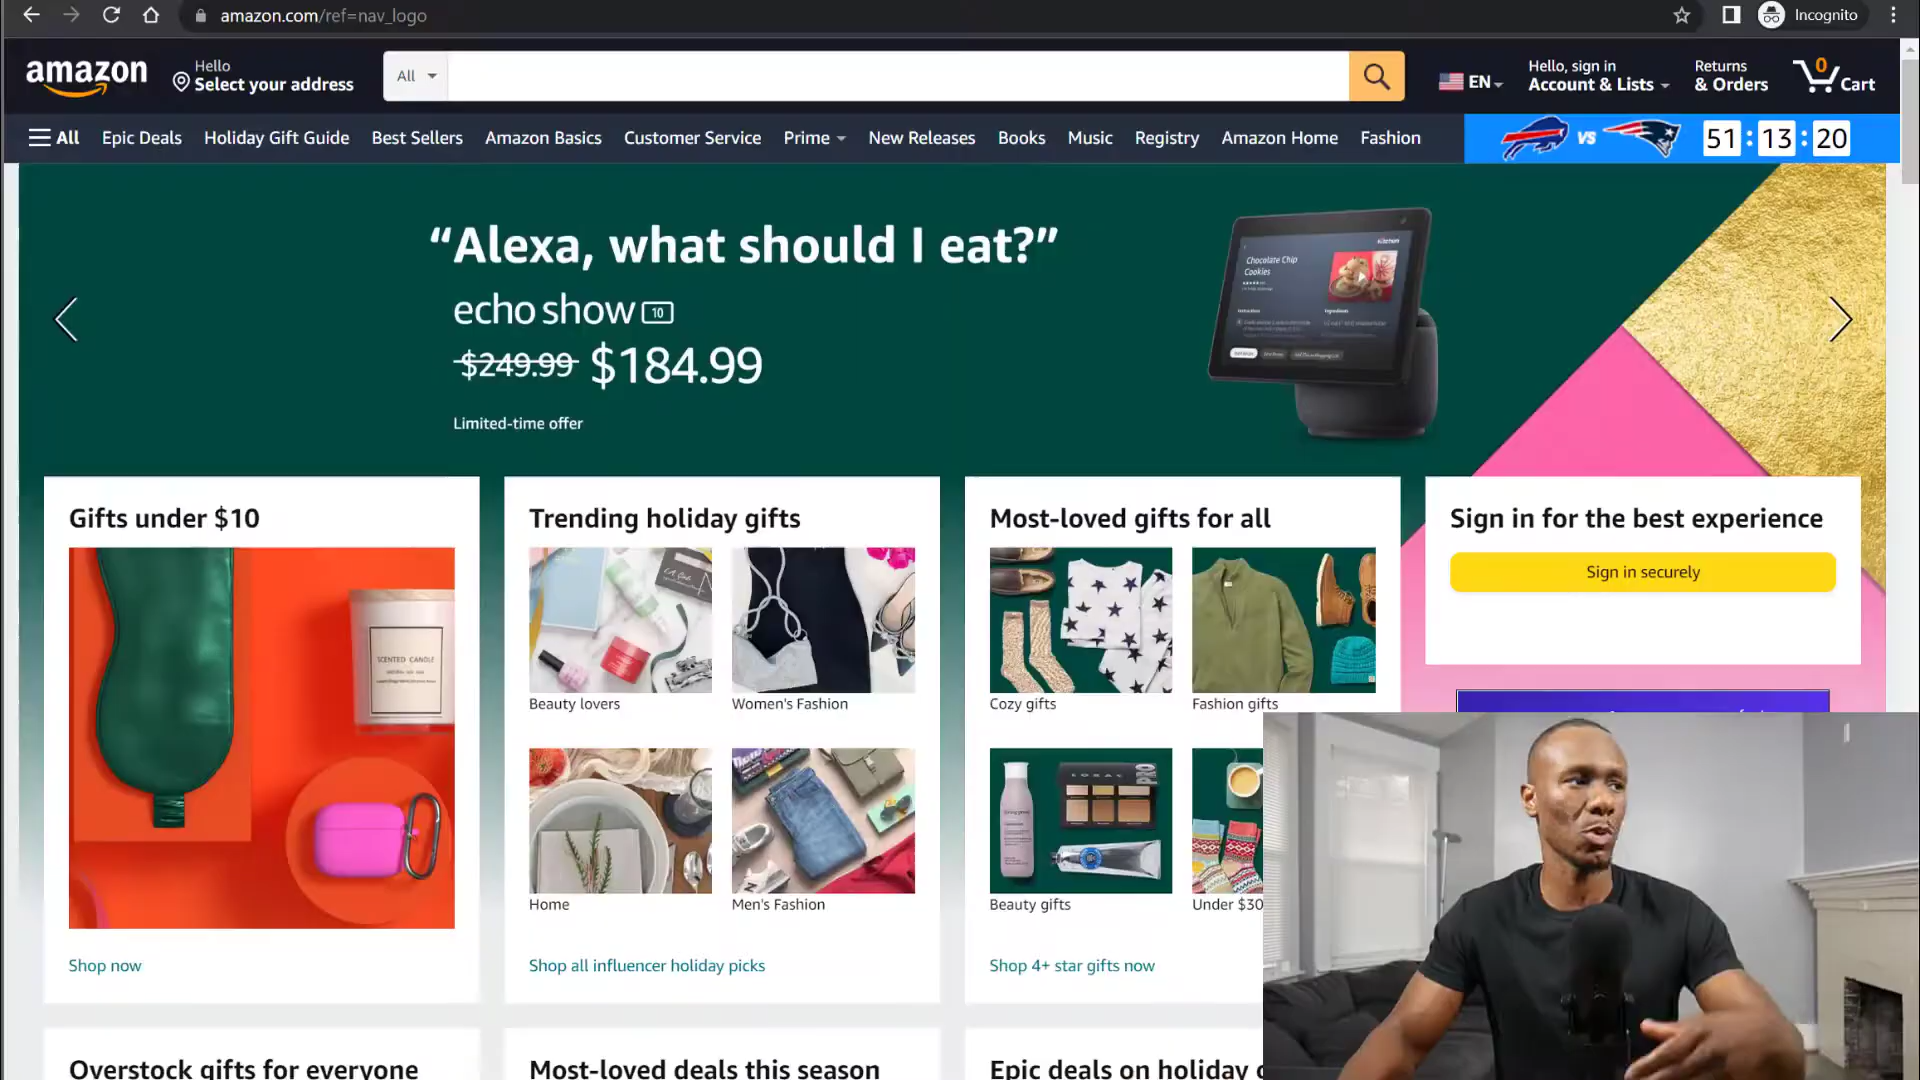 amazon.com/ref=nav_logo
Incognito
amazon
Hello
Select your address
All
EN
Hello, sign in
Account & Lists
Returns
& Orders
0
Cart
All
Epic Deals
Holiday Gift Guide
Best Sellers
Amazon Basics
Customer Service
Prime
New Releases
Books
Music
Registry
Amazon Home
Fashion
VS
51 : 13 : 20
“Alexa, what should I eat?”
echo show 10
$249.99 $184.99
Limited-time offer
Chocolate Chip
Cookies
Gifts under $10
SCENTED CANDLE
Shop now
Trending holiday gifts
Beauty lovers
Women's Fashion
Home
Men's Fashion
Shop all influencer holiday picks
Most-loved gifts for all
Cozy gifts
Fashion gifts
LORAC
PRO
Beauty gifts
Under $30
Shop 4+ star gifts now
Sign in for the best experience
Sign in securely
Overstock gifts for everyone
Most-loved deals this season
Epic deals on holiday